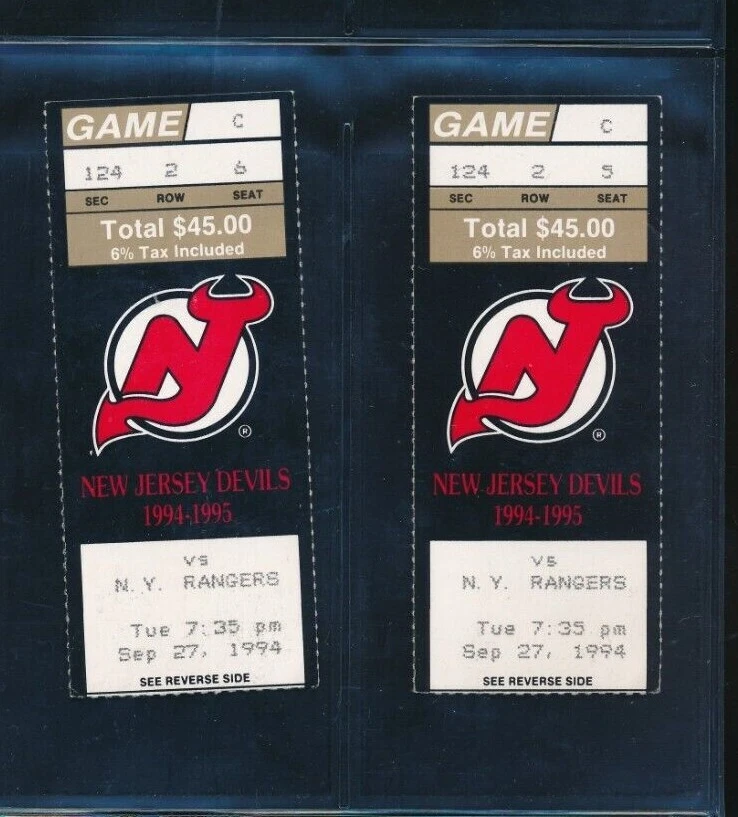 GAME C
124 2 6
SEC ROW SEAT
Total $45.00
6% Tax Included
NJ
®
NEW JERSEY DEVILS
1994-1995
vs
N. Y. RANGERS
Tue 7:35 pm
Sep 27, 1994
SEE REVERSE SIDE
GAME C
124 2 5
SEC ROW SEAT
Total $45.00
6% Tax Included
NJ
®
NEW JERSEY DEVILS
1994-1995
vs
N. Y. RANGERS
Tue 7:35 pm
Sep 27, 1994
SEE REVERSE SIDE